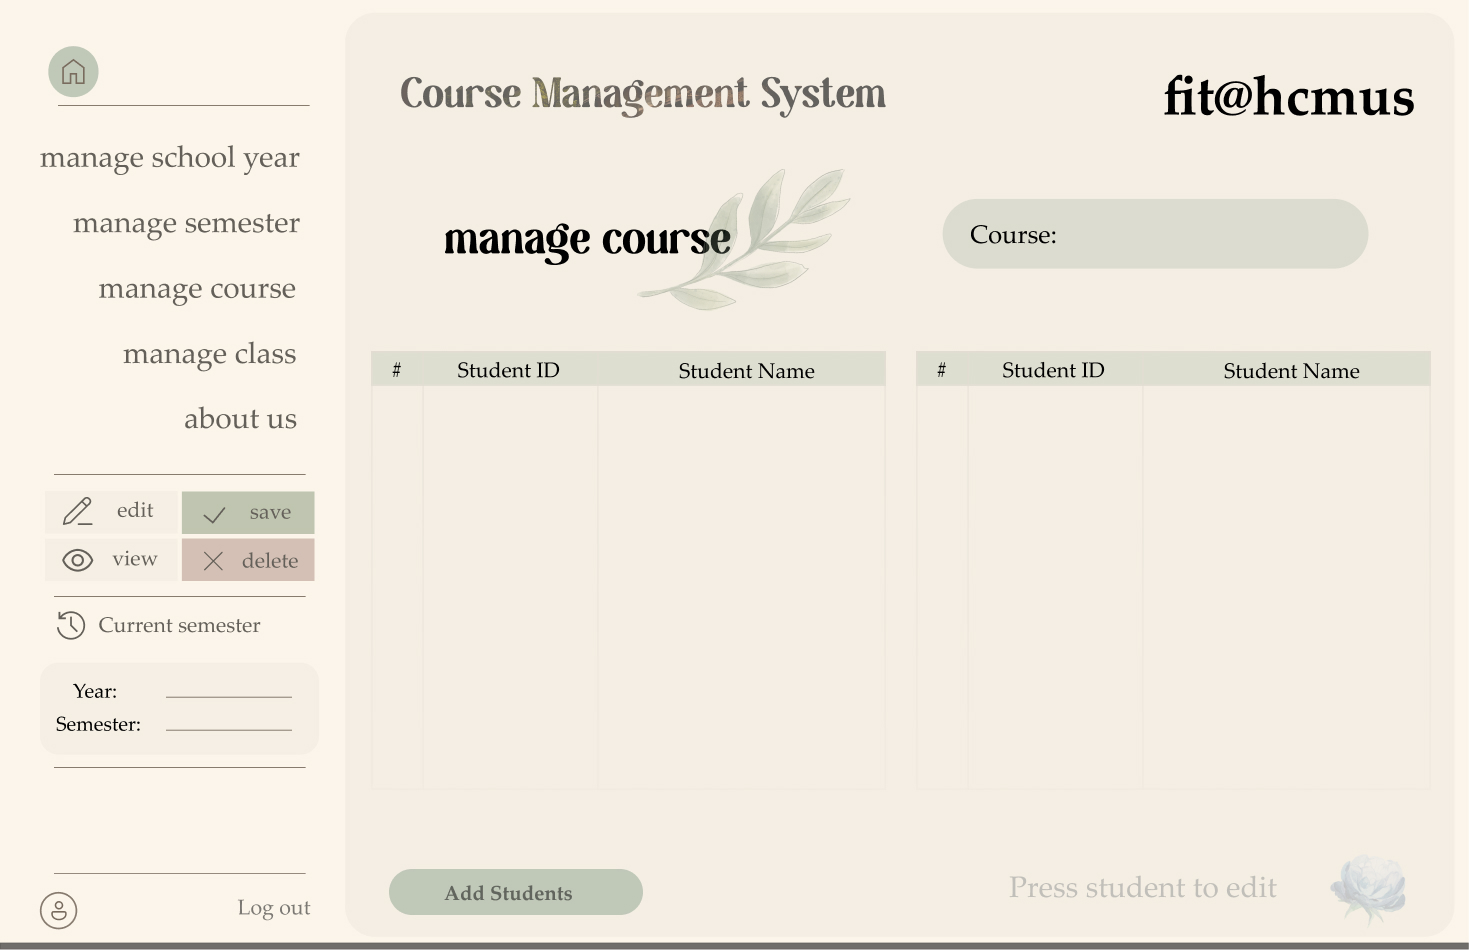 Course Management System
fit@hcmus
manage school year
manage semester
manage course
manage class
about us
edit
save
view
delete
Current semester
Year:
Semester:
Log out
manage course
Course:
# Student ID Student Name
# Student ID Student Name
Add Students
Press student to edit